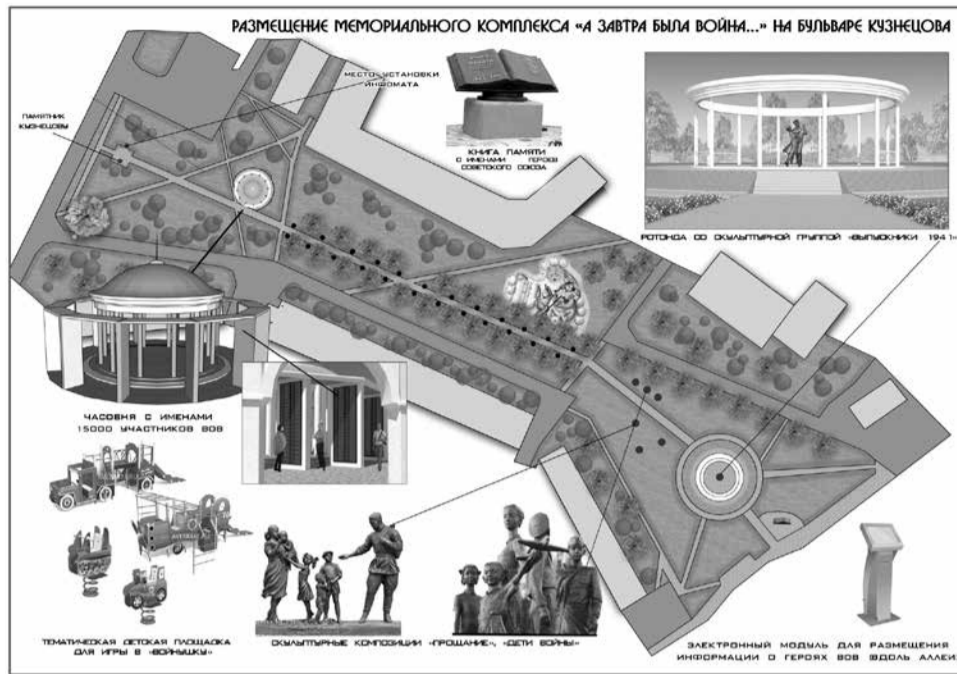 РАЗМЕЩЕНИЕ МЕМОРИАЛЬНОГО КОМПЛЕКСА «А ЗАВТРА БЫЛА ВОЙНА...» НА БУЛЬВАРЕ КУЗНЕЦОВА
МЕСТО УСТАНОВКИ
ИНФОМАТА
ПАМЯТНИК
КУЗНЕЦОВУ
КНИГА ПАМЯТИ
С ИМЕНАМИ ГЕРОЕВ
СОВЕТСКОГО СОЮЗА
РОТОНДА СО СКУЛЬПТУРНОЙ ГРУППОЙ «ВЫПУСКНИКИ 1941»
ЧАСОВНЯ С ИМЕНАМИ
15000 УЧАСТНИКОВ ВОВ
ТЕМАТИЧЕСКАЯ ДЕТСКАЯ ПЛОЩАДКА
ДЛЯ ИГРЫ В «ВОЙНУШКУ»
СКУЛЬПТУРНЫЕ КОМПОЗИЦИИ «ПРОЩАНИЕ», «ДЕТИ ВОЙНЫ»
ЭЛЕКТРОННЫЙ МОДУЛЬ ДЛЯ РАЗМЕЩЕНИЯ
ИНФОРМАЦИИ О ГЕРОЯХ ВОВ (ВДОЛЬ АЛЛЕИ)